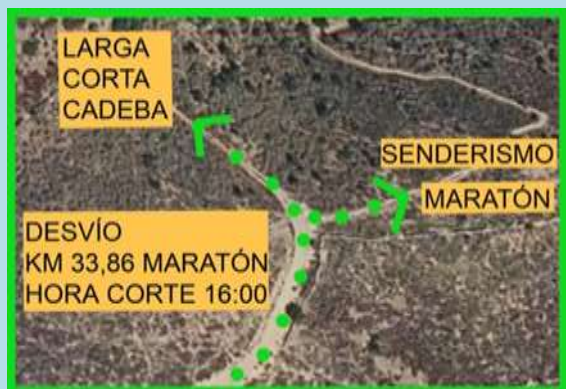 LARGA
CORTA
CADEBA
SENDERISMO
MARATÓN
DESVÍO
KM 33,86 MARATÓN
HORA CORTE 16:00